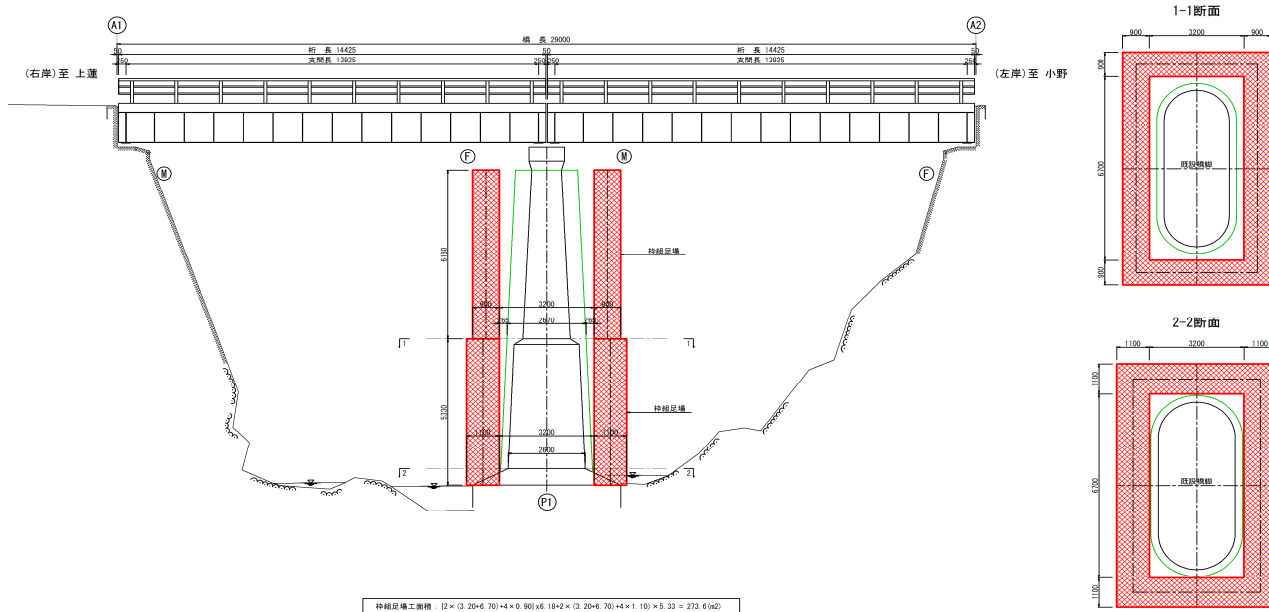 A1
A2
橋 長 29000
50
桁 長 14425
50
桁 長 14425
50
250
支間長 13925
250
250
支間長 13925
250
(右岸)至 上蓮
(左岸)至 小野
M
F
M
F
6180
枠組足場
900
3200
900
265
2670
265
1
1
5330
枠組足場
1100
3200
1100
2600
2
2
P1
枠組足場工面積 : {2×(3.20+6.70)+4×0.90}x6.18+2×(3.20+6.70)+4×1.10)×5.33 = 273.6(m2)
1-1断面
900
3200
900
900
6700
既設橋脚
900
2-2断面
1100
3200
1100
1100
6700
既設橋脚
1100